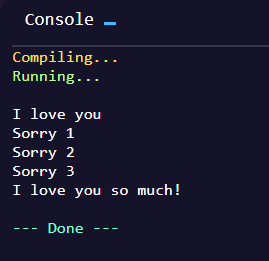 Console
Compiling...
Running...
I love you
Sorry 1
Sorry 2
Sorry 3
I love you so much!
--- Done ---